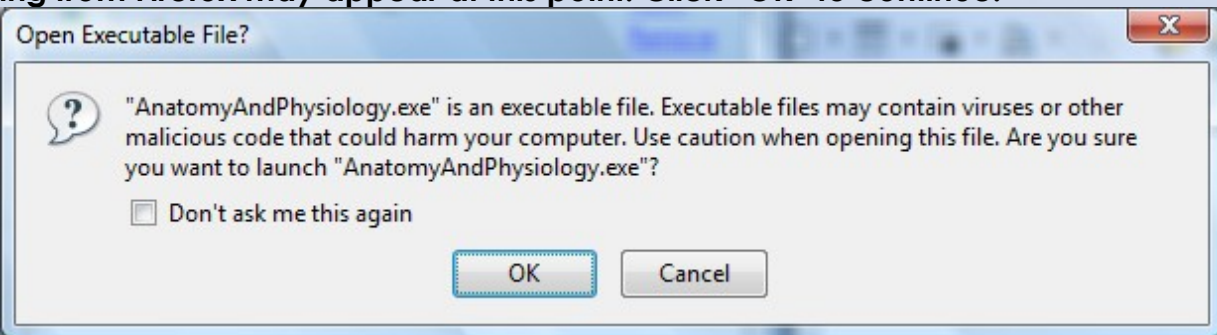 from Firefox may appear at this point. Click "OK" to continue.
Open Executable File?
"AnatomyAndPhysiology.exe" is an executable file. Executable files may contain viruses or other
malicious code that could harm your computer. Use caution when opening this file. Are you sure
you want to launch "AnatomyAndPhysiology.exe"?
Don't ask me this again
OK
Cancel